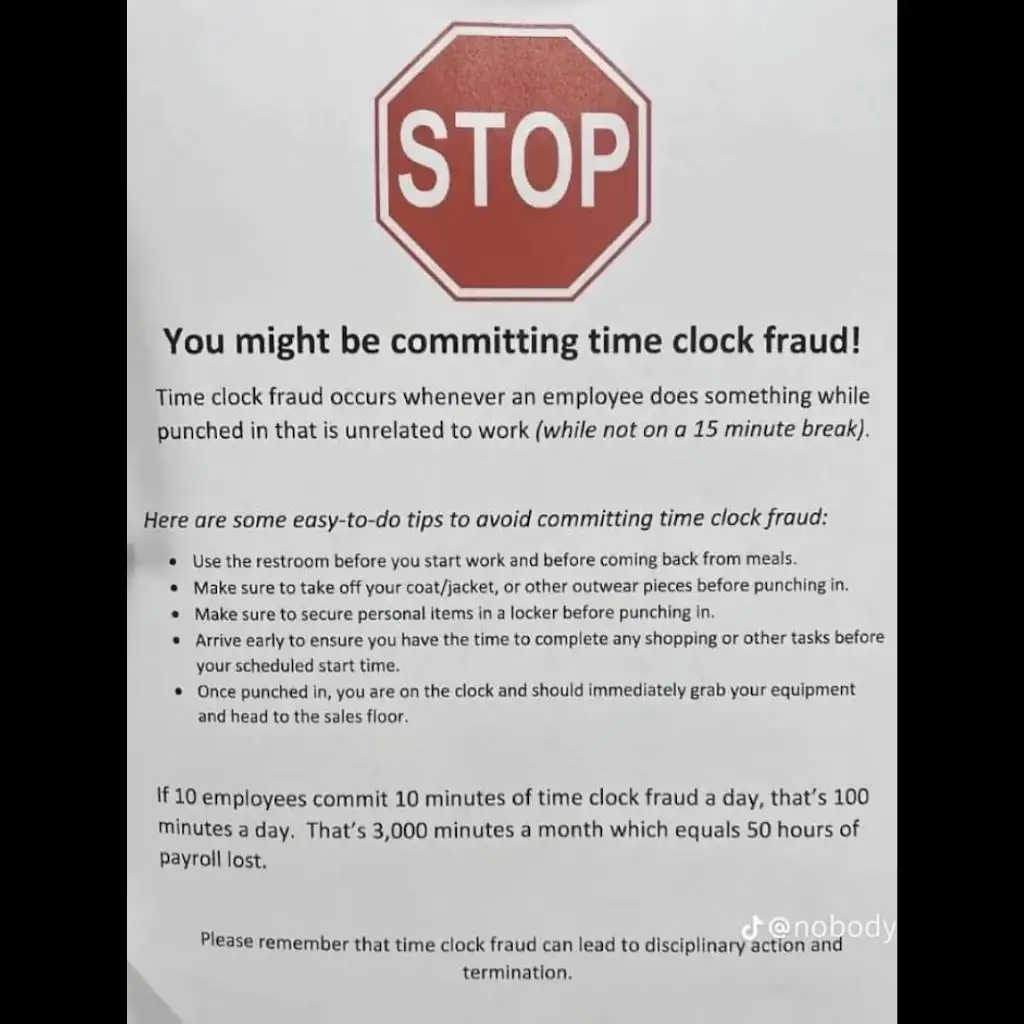 STOP
You might be committing time clock fraud!
Time clock fraud occurs whenever an employee does something while
punched in that is unrelated to work (while not on a 15 minute break).
Here are some easy-to-do tips to avoid committing time clock fraud:
• Use the restroom before you start work and before coming back from meals.
• Make sure to take off your coat/jacket, or other outwear pieces before punching in.
• Make sure to secure personal items in a locker before punching in.
• Arrive early to ensure you have the time to complete any shopping or other tasks before
your scheduled start time.
• Once punched in, you are on the clock and should immediately grab your equipment
and head to the sales floor.
If 10 employees commit 10 minutes of time clock fraud a day, that's 100
minutes a day.  That's 3,000 minutes a month which equals 50 hours of
payroll lost.
@nobody
Please remember that time clock fraud can lead to disciplinary action and
termination.